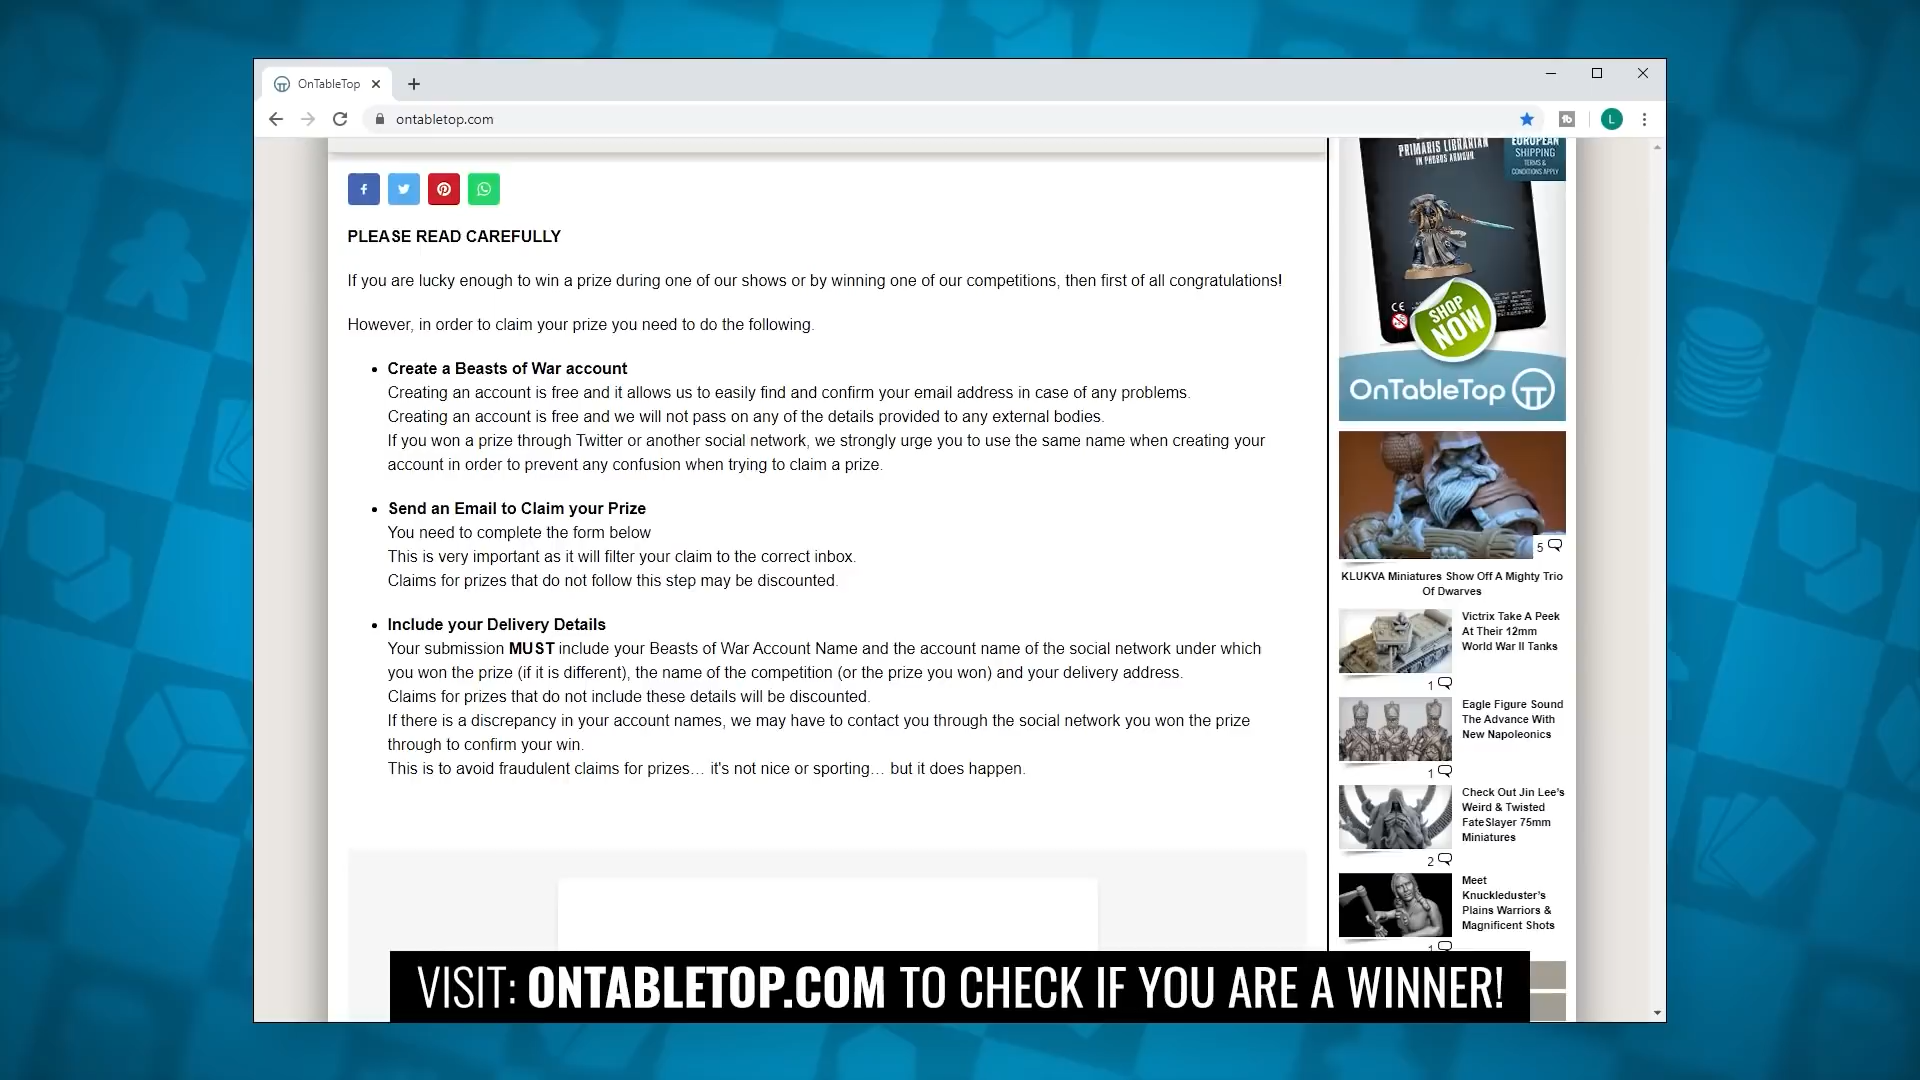 OnTableTop
ontabletop.com
L
PLEASE READ CAREFULLY
If you are lucky enough to win a prize during one of our shows or by winning one of our competitions, then first of all congratulations!
However, in order to claim your prize you need to do the following.
• Create a Beasts of War account
Creating an account is free and it allows us to easily find and confirm your email address in case of any problems.
Creating an account is free and we will not pass on any of the details provided to any external bodies.
If you won a prize through Twitter or another social network, we strongly urge you to use the same name when creating your
account in order to prevent any confusion when trying to claim a prize.
• Send an Email to Claim your Prize
You need to complete the form below
This is very important as it will filter your claim to the correct inbox.
Claims for prizes that do not follow this step may be discounted.
• Include your Delivery Details
Your submission MUST include your Beasts of War Account Name and the account name of the social network under which
you won the prize (if it is different), the name of the competition (or the prize you won) and your delivery address.
Claims for prizes that do not include these details will be discounted.
If there is a discrepancy in your account names, we may have to contact you through the social network you won the prize
through to confirm your win.
This is to avoid fraudulent claims for prizes… it's not nice or sporting… but it does happen.
PRIMARIS LIBRARIAN
IN PHOBOS ARMOUR
EUROPEAN
SHIPPING
TERMS &
CONDITIONS APPLY
CE
SHOP
NOW
OnTableTop
5
KLUKVA Miniatures Show Off A Mighty Trio
Of Dwarves
Victrix Take A Peek
At Their 12mm
World War II Tanks
1
Eagle Figure Sound
The Advance With
New Napoleonics
1
Check Out Jin Lee's
Weird & Twisted
FateSlayer 75mm
Miniatures
2
Meet
Knuckleduster's
Plains Warriors &
Magnificent Shots
1
VISIT: ONTABLETOP.COM TO CHECK IF YOU ARE A WINNER!